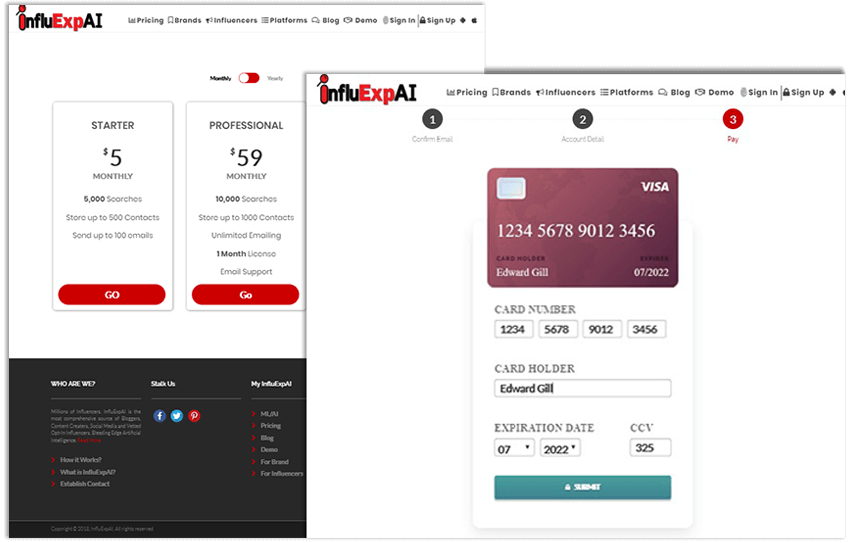 influExpAI
Pricing Brands Influencers Platforms Blog Demo Sign In Sign Up
Monthly Yearly
STARTER
$5
MONTHLY
5,000 Searches
Store up to 500 Contacts
Send up to 100 emails
GO
PROFESSIONAL
$59
MONTHLY
10,000 Searches
Store up to 1000 Contacts
Unlimited Emailing
1 Month License
Email Support
Go
WHO ARE WE?
Millions of Influencers. InfluExpAI is the
most comprehensive source of Bloggers,
Content Creators, Social Media and Vetted
Opt-In Influencers. Bleeding Edge Artificial
Intelligence. Read More
How it Works?
What is InfluExpAI?
Establish Contact
Stalk Us
My InfluExpAI
ML/AI
Pricing
Blog
Demo
For Brand
For Influencers
Copyright © 2018, InfluExpAI. All rights reserved
influExpAI
Pricing Brands Influencers Platforms Blog Demo Sign In Sign Up
1 2 3
Confirm Email Account Detail Pay
VISA
1234 5678 9012 3456
CARD HOLDER EXPIRES
Edward Gill 07/2022
CARD NUMBER
1234 5678 9012 3456
CARD HOLDER
Edward Gill
EXPIRATION DATE CCV
07 2022 325
SUBMIT